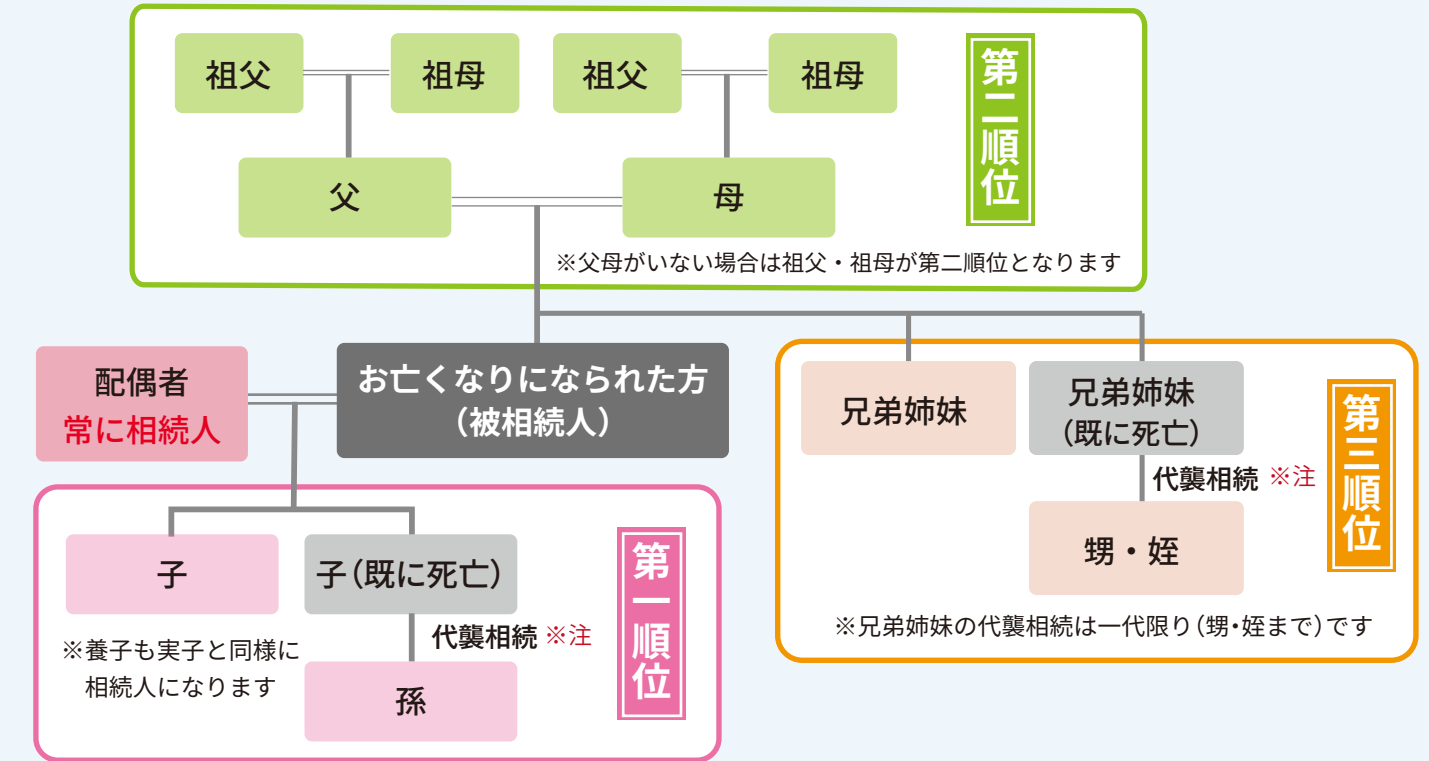 祖父
祖母
祖父
祖母
第二順位
父
母
※父母がいない場合は祖父・祖母が第二順位となります
配偶者
常に相続人
お亡くなりになられた方
（被相続人）
兄弟姉妹
兄弟姉妹
（既に死亡）
第三順位
代襲相続 ※注
甥・姪
※兄弟姉妹の代襲相続は一代限り（甥・姪まで）です
子
子（既に死亡）
第一順位
代襲相続 ※注
※養子も実子と同様に
相続人になります
孫